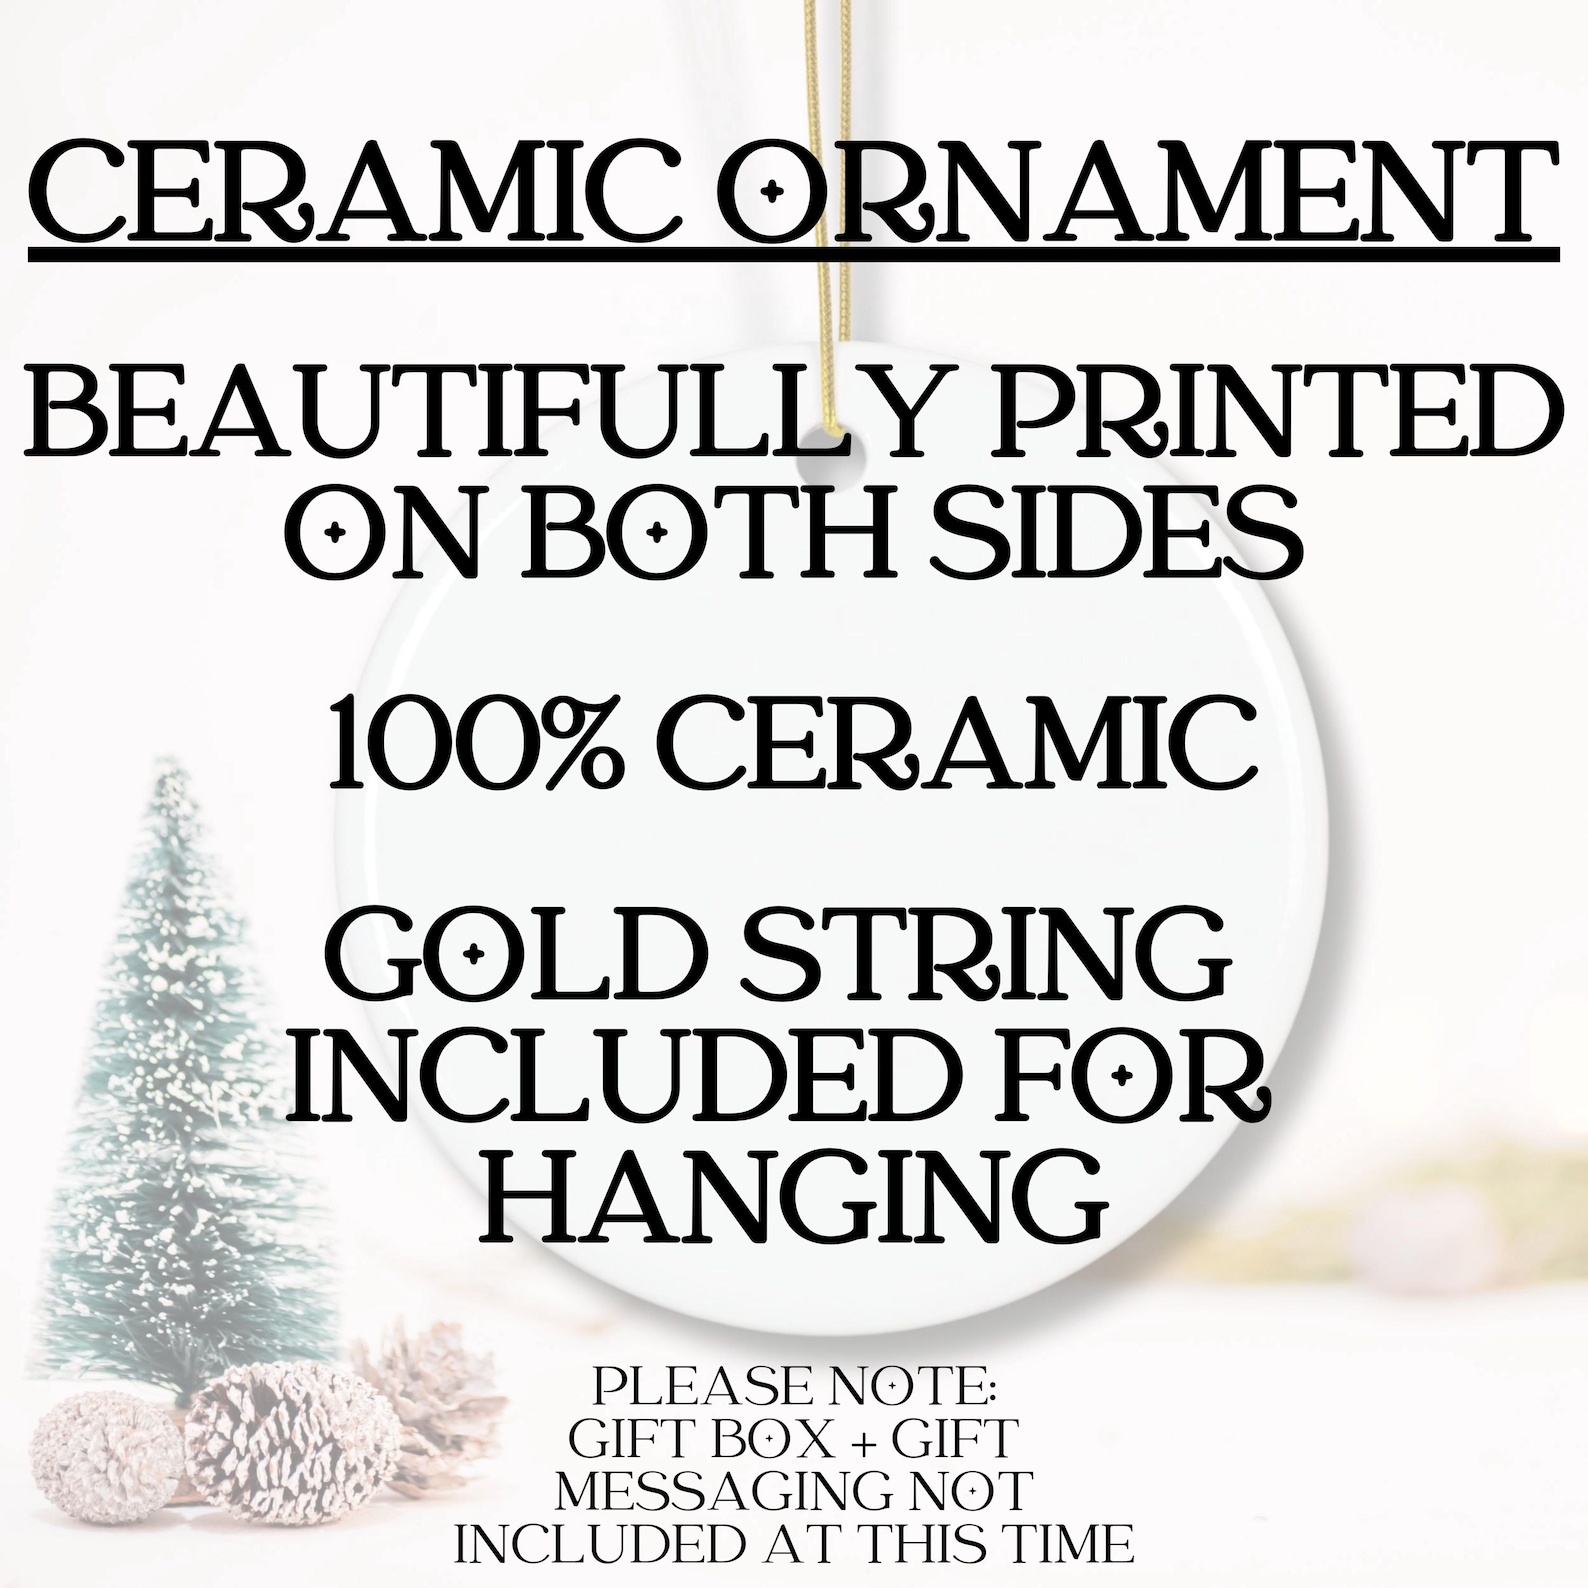 CERAMIC ORNAMENT
BEAUTIFULLY PRINTED
ON BOTH SIDES
100% CERAMIC
GOLD STRING
INCLUDED FOR
HANGING
PLEASE NOTE:
GIFT BOX + GIFT
MESSAGING NOT
INCLUDED AT THIS TIME